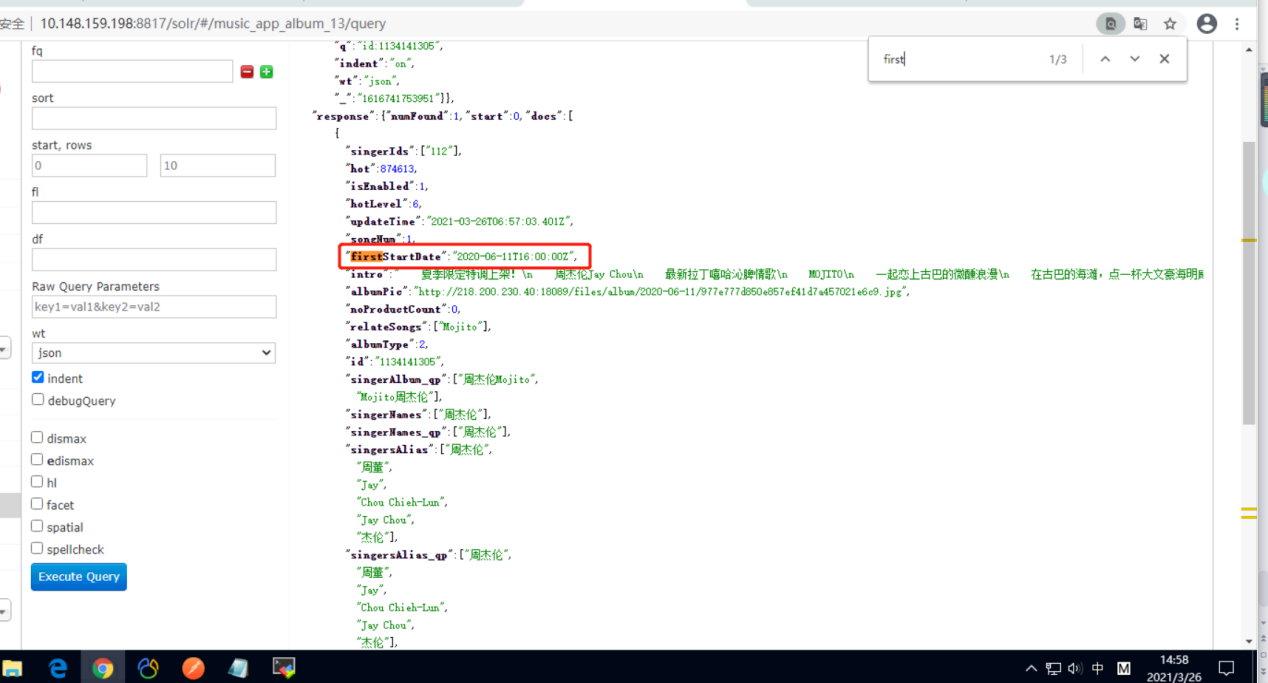 安全 10.148.159.198:8817/solr/#/music_app_album_13/query
first 1/3
fq
sort
start, rows
0 10
fl
df
Raw Query Parameters
key1=val1&key2=val2
wt
json
indent
debugQuery
dismax
edismax
hl
facet
spatial
spellcheck
Execute Query
"q":"id:1134141305",
"indent":"on",
"wt":"json",
"_":"1616741753951"}},
"response":{"numFound":1,"start":0,"docs":[
{
"singerIds":["112"],
"hot":874613,
"isEnabled":1,
"hotLevel":6,
"updateTime":"2021-03-26T06:57:03.401Z",
"songNum":1,
"firstStartDate":"2020-06-11T16:00:00Z",
"intro":" 夏季限定特调上架！\n 周杰伦Jay Chou\n 最新拉丁嘻哈沁脾情歌\n MOJITO\n 一起恋上古巴的微醺浪漫\n 在古巴的海滩，点一杯大文豪海明
"albumPic":"http://218.200.230.40:18089/files/album/2020-06-11/977e777d850e857ef41d7a457021e6c9.jpg",
"noProductCount":0,
"relateSongs":["Mojito"],
"albumType":2,
"id":"1134141305",
"singerAlbum_qp":["周杰伦Mojito",
"Mojito周杰伦"],
"singerNames":["周杰伦"],
"singerNames_qp":["周杰伦"],
"singersAlias":["周杰伦",
"周董",
"Jay",
"Chou Chieh-Lun",
"Jay Chou",
"杰伦"],
"singersAlias_qp":["周杰伦",
"周董",
"Jay",
"Chou Chieh-Lun",
"Jay Chou",
"杰伦"],
中 M
14:58
2021/3/26